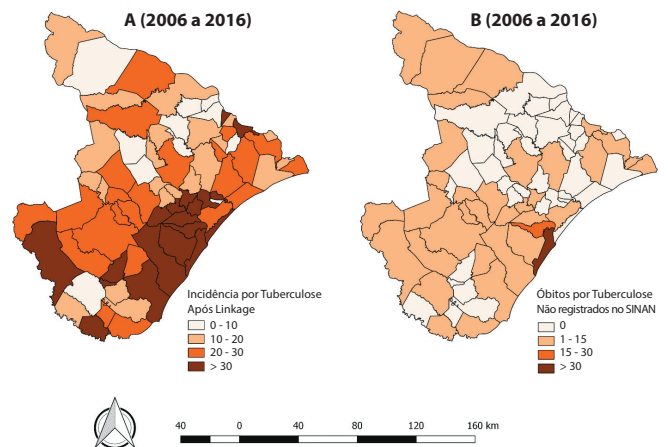 A (2006 a 2016)
Incidência por Tuberculose
Após Linkage
0 - 10
10 - 20
20 - 30
> 30
B (2006 a 2016)
Óbitos por Tuberculose
Não registrados no SINAN
0
1 - 15
15 - 30
> 30
40 0 40 80 120 160 km